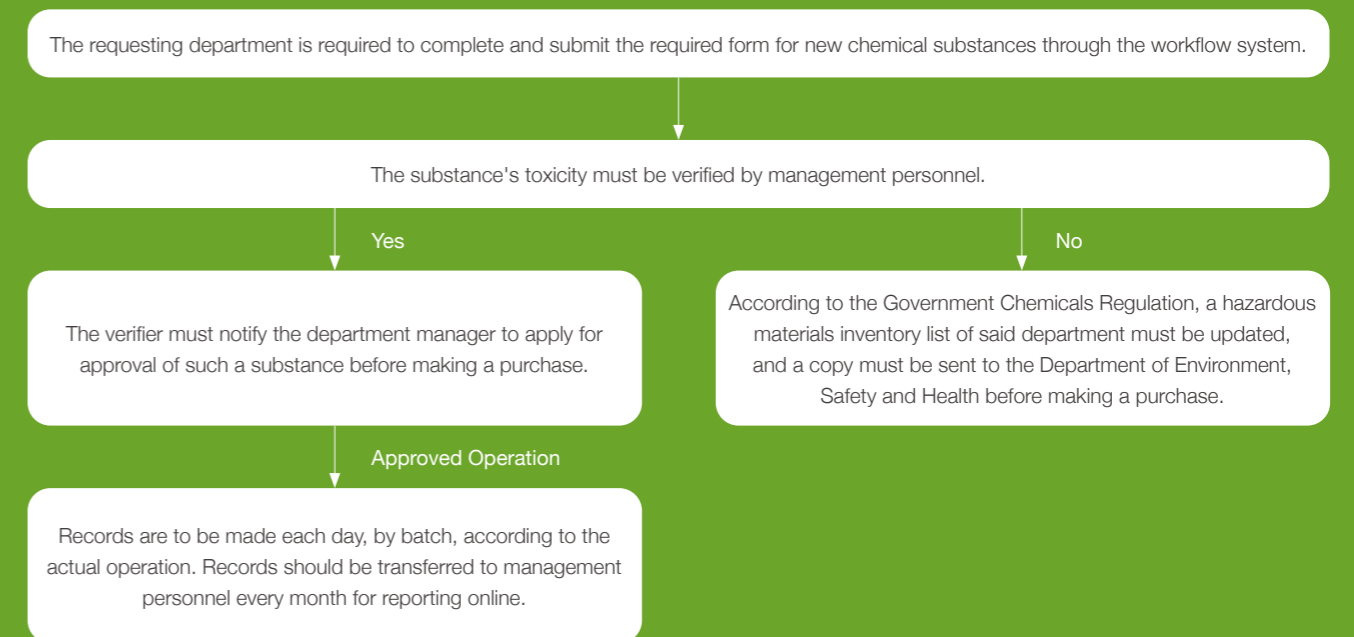 The requesting department is required to complete and submit the required form for new chemical substances through the workflow system.
The substance's toxicity must be verified by management personnel.
Yes
No
The verifier must notify the department manager to apply for
approval of such a substance before making a purchase.
According to the Government Chemicals Regulation, a hazardous
materials inventory list of said department must be updated,
and a copy must be sent to the Department of Environment,
Safety and Health before making a purchase.
Approved Operation
Records are to be made each day, by batch, according to the
actual operation. Records should be transferred to management
personnel every month for reporting online.